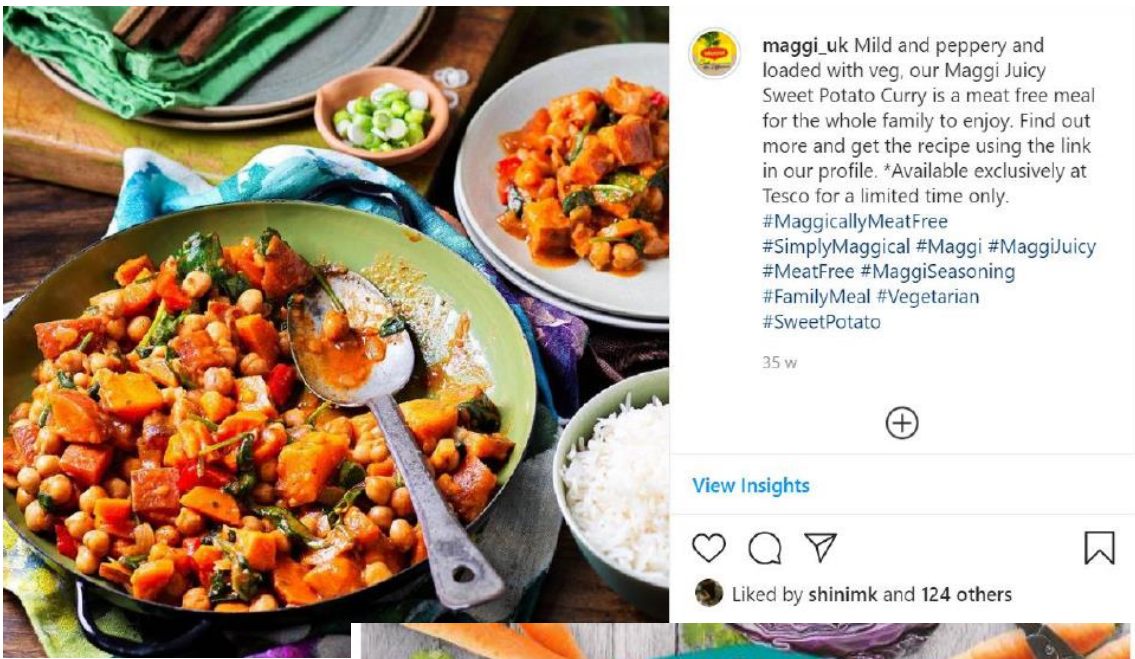 maggi_uk Mild and peppery and
loaded with veg, our Maggi Juicy
Sweet Potato Curry is a meat free meal
for the whole family to enjoy. Find out
more and get the recipe using the link
in our profile. *Available exclusively at
Tesco for a limited time only.
#MaggicallyMeatFree
#SimplyMaggical #Maggi #MaggiJuicy
#MeatFree #MaggiSeasoning
#FamilyMeal #Vegetarian
#SweetPotato
35 w
View Insights
Liked by shinimk and 124 others